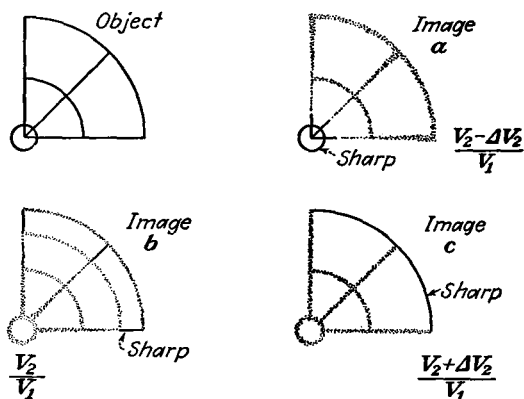 Object
Image
a
Sharp
V₂−ΔV₂
V₁
Image
b
Sharp
V₂
V₁
Image
c
Sharp
V₂+ΔV₂
V₁